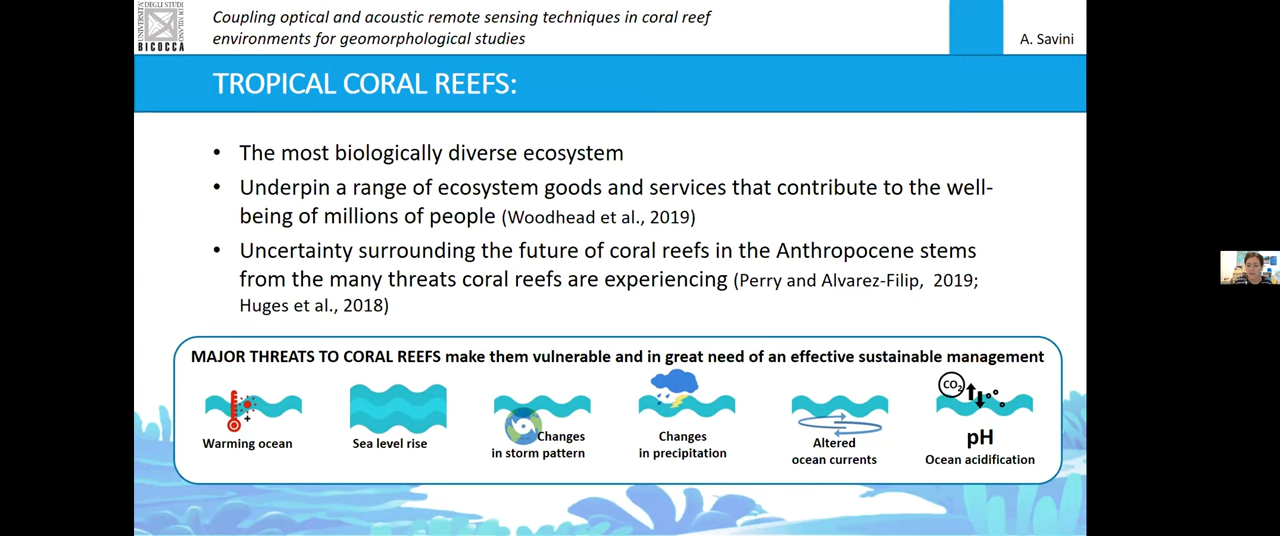 UNIVERSITA'
DEGLI STUDI
DI MILANO
BICOCCA
Coupling optical and acoustic remote sensing techniques in coral reef
environments for geomorphological studies
A. Savini
TROPICAL CORAL REEFS:
• The most biologically diverse ecosystem
• Underpin a range of ecosystem goods and services that contribute to the well-
being of millions of people (Woodhead et al., 2019)
• Uncertainty surrounding the future of coral reefs in the Anthropocene stems
from the many threats coral reefs are experiencing (Perry and Alvarez-Filip, 2019;
Huges et al., 2018)
MAJOR THREATS TO CORAL REEFS make them vulnerable and in great need of an effective sustainable management
CO2
Warming ocean
Sea level rise
Changes
in storm pattern
Changes
in precipitation
Altered
ocean currents
pH
Ocean acidification